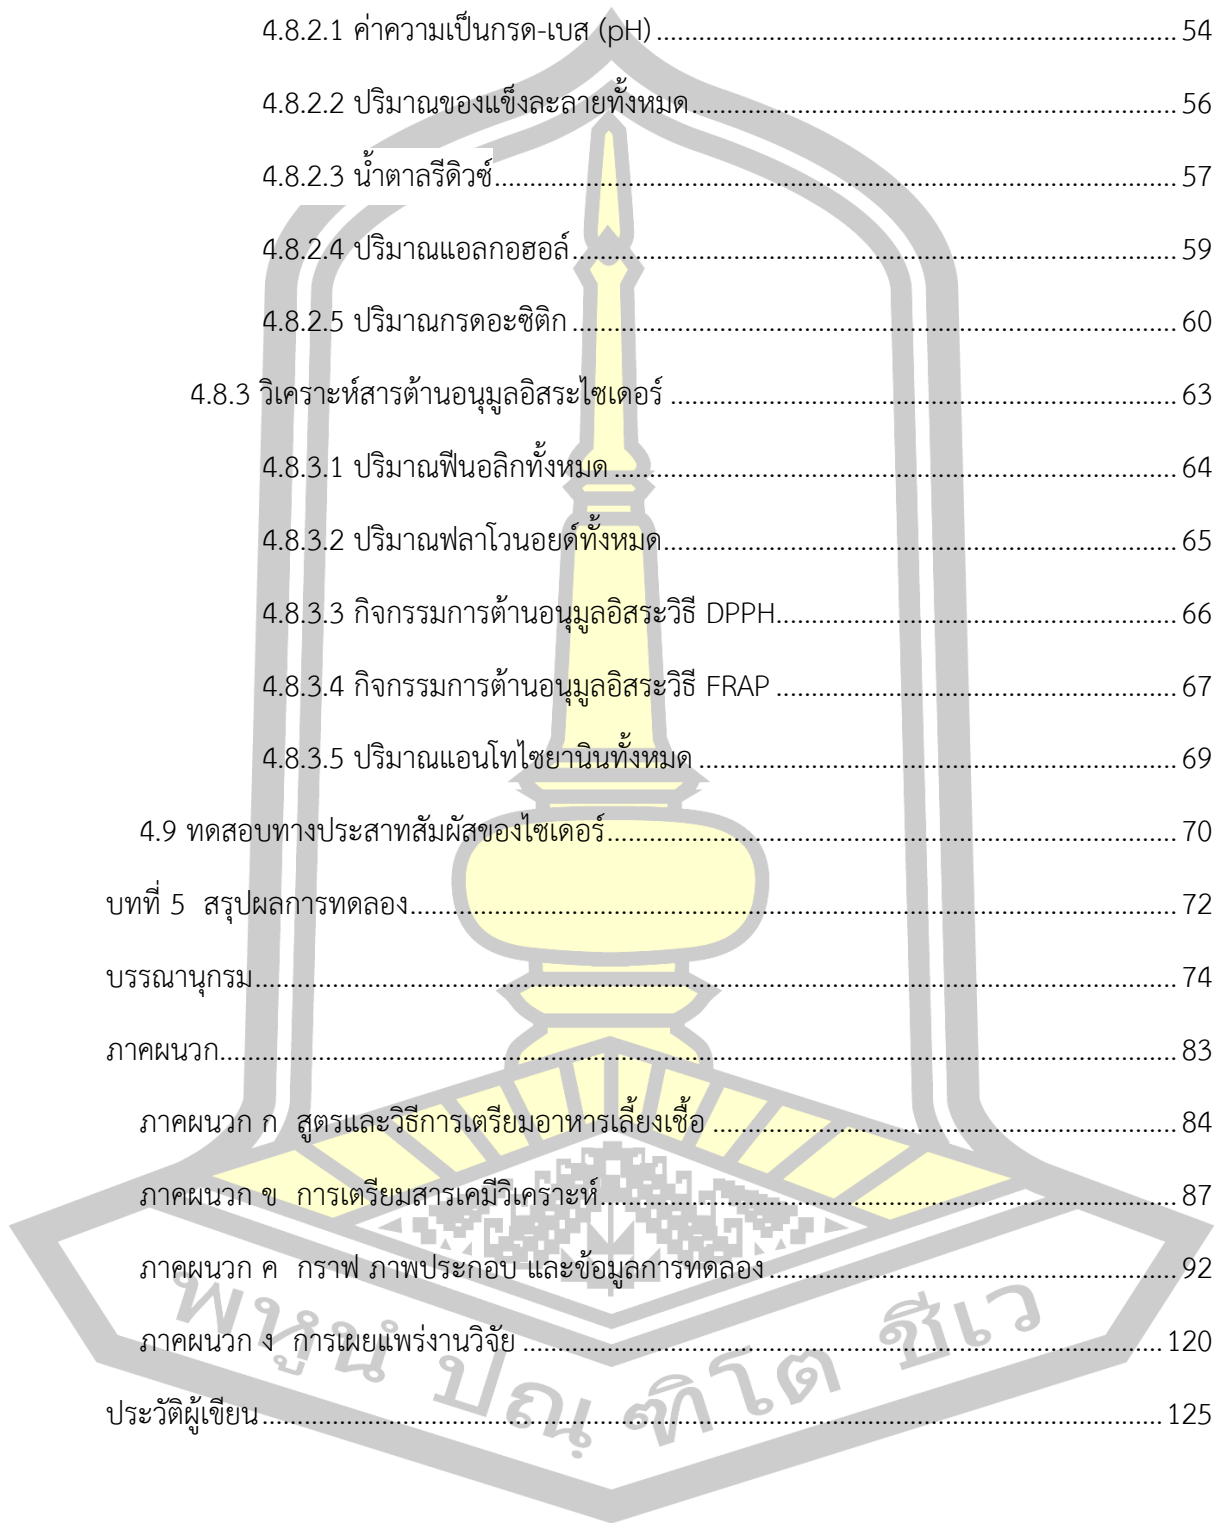 4.8.2.1 ค่าความเป็นกรด-เบส (pH) ........ 54
4.8.2.2 ปริมาณของแข็งละลายทั้งหมด ........ 56
4.8.2.3 น้ำตาลรีดิวซ์ ........ 57
4.8.2.4 ปริมาณแอลกอฮอล์ ........ 59
4.8.2.5 ปริมาณกรดอะซิติก ........ 60
4.8.3 วิเคราะห์สารต้านอนุมูลอิสระไซเดอร์ ........ 63
4.8.3.1 ปริมาณฟีนอลิกทั้งหมด ........ 64
4.8.3.2 ปริมาณฟลาโวนอยด์ทั้งหมด ........ 65
4.8.3.3 กิจกรรมการต้านอนุมูลอิสระวิธี DPPH ........ 66
4.8.3.4 กิจกรรมการต้านอนุมูลอิสระวิธี FRAP ........ 67
4.8.3.5 ปริมาณแอนโทไซยานินทั้งหมด ........ 69
4.9 ทดสอบทางประสาทสัมผัสของไซเดอร์ ........ 70
บทที่ 5 สรุปผลการทดลอง ........ 72
บรรณานุกรม ........ 74
ภาคผนวก ........ 83
ภาคผนวก ก สูตรและวิธีการเตรียมอาหารเลี้ยงเชื้อ ........ 84
ภาคผนวก ข การเตรียมสารเคมีวิเคราะห์ ........ 87
ภาคผนวก ค กราฟ ภาพประกอบ และข้อมูลการทดลอง ........ 92
ภาคผนวก ง การเผยแพร่งานวิจัย ........ 120
ประวัติผู้เขียน ........ 125
พหูนํ ปณฺฑิโต ชีเว